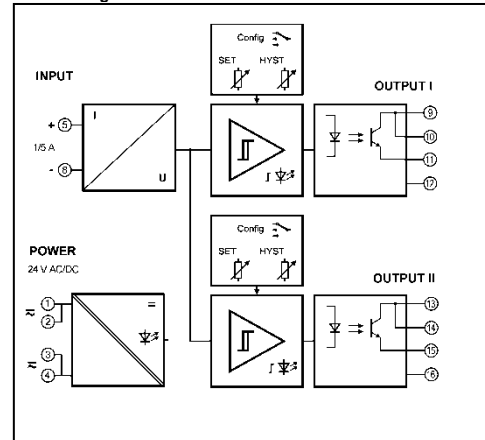 Config
SET HYST
INPUT
OUTPUT I
+ 5
I
9
10
1/5 A
11
- 8
U
12
Config
SET HYST
POWER
24 V AC/DC
OUTPUT II
1
=
13
2
14
3
15
4
16